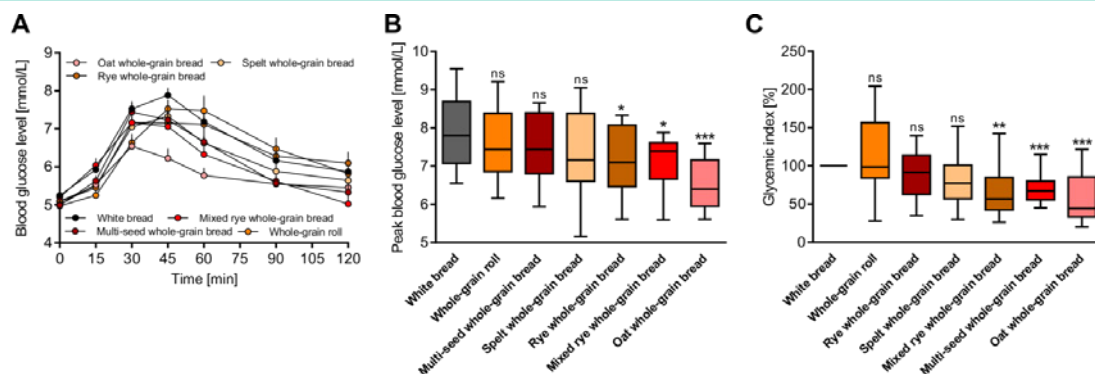 A
Blood glucose level [mmol/L]
9
8
7
6
5
4
Oat whole-grain bread
Spelt whole-grain bread
Rye whole-grain bread
White bread
Mixed rye whole-grain bread
Multi-seed whole-grain bread
Whole-grain roll
0 15 30 45 60 75 90 105 120
Time [min]
B
Peak blood glucose level [mmol/L]
10
9
8
7
6
5
ns
ns
ns
*
*
***
White bread
Whole-grain roll
Multi-seed whole-grain bread
Spelt whole-grain bread
Rye whole-grain bread
Mixed rye whole-grain bread
Oat whole-grain bread
C
Glycemic index [%]
250
200
150
100
50
0
ns
ns
ns
**
***
***
White bread
Whole-grain roll
Rye whole-grain bread
Spelt whole-grain bread
Mixed rye whole-grain bread
Multi-seed whole-grain bread
Oat whole-grain bread